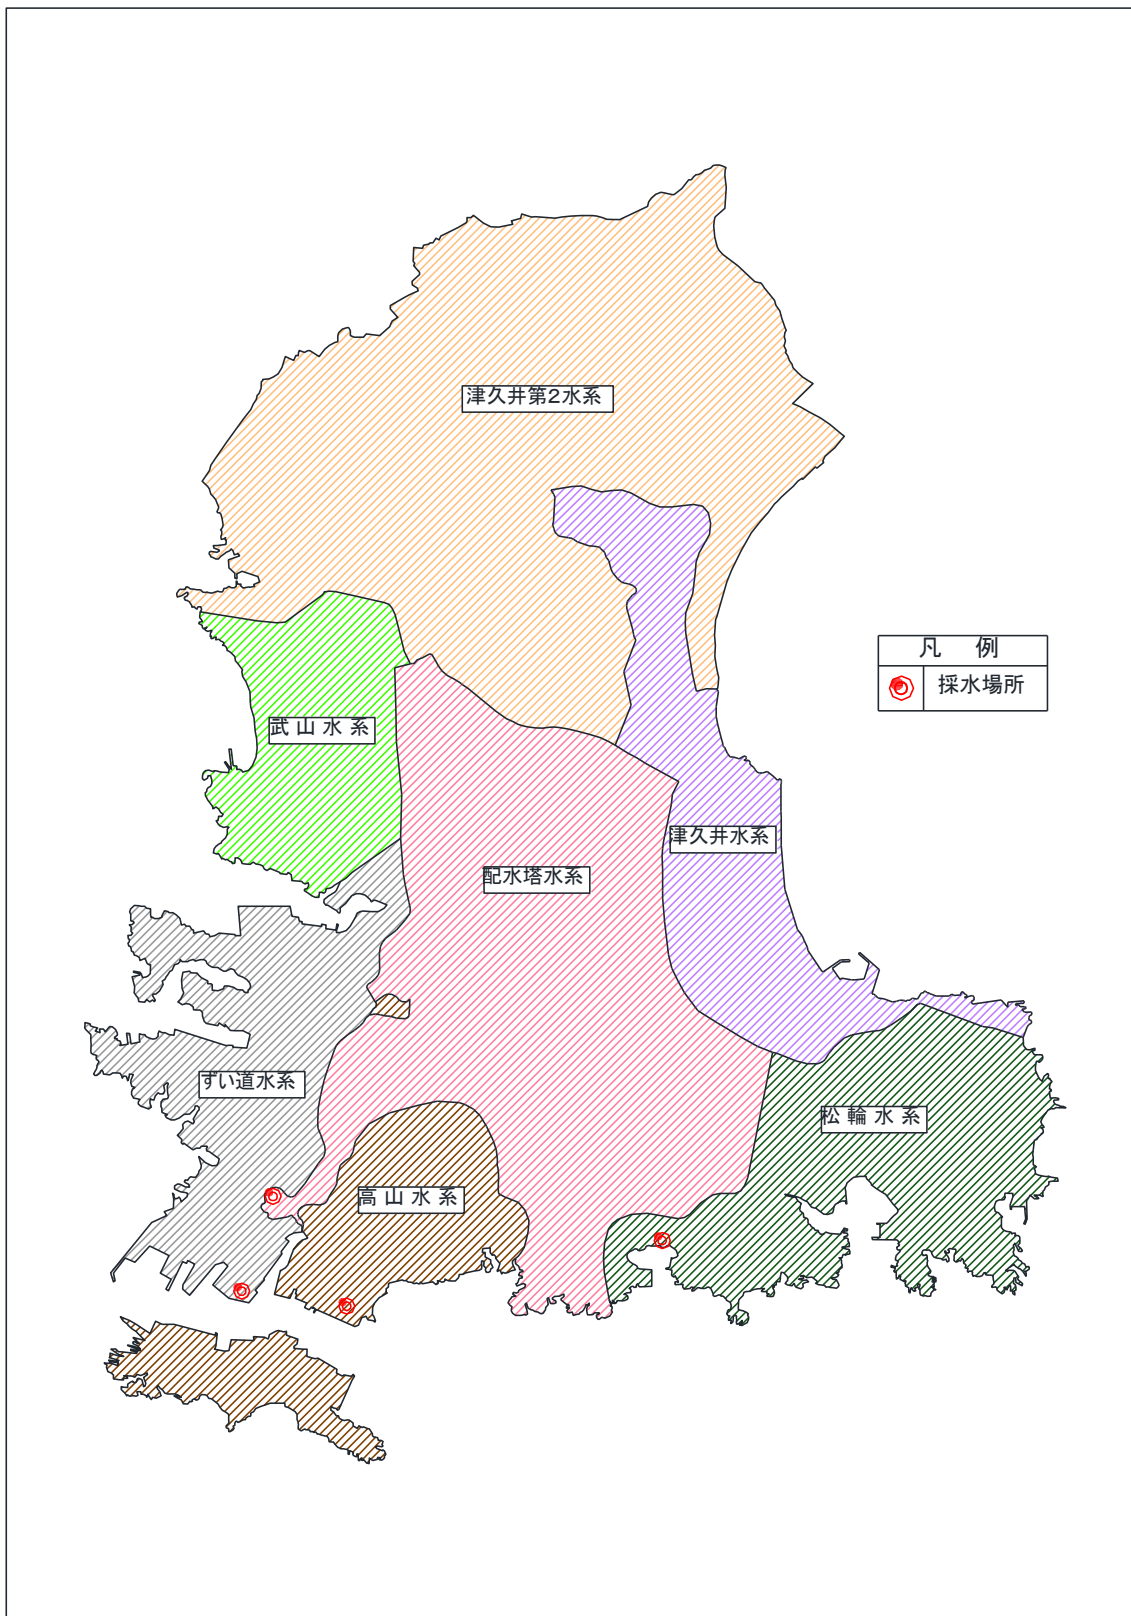 津久井第2水系
凡 例
採水場所
武山水系
津久井水系
配水塔水系
ずい道水系
松輪水系
高山水系